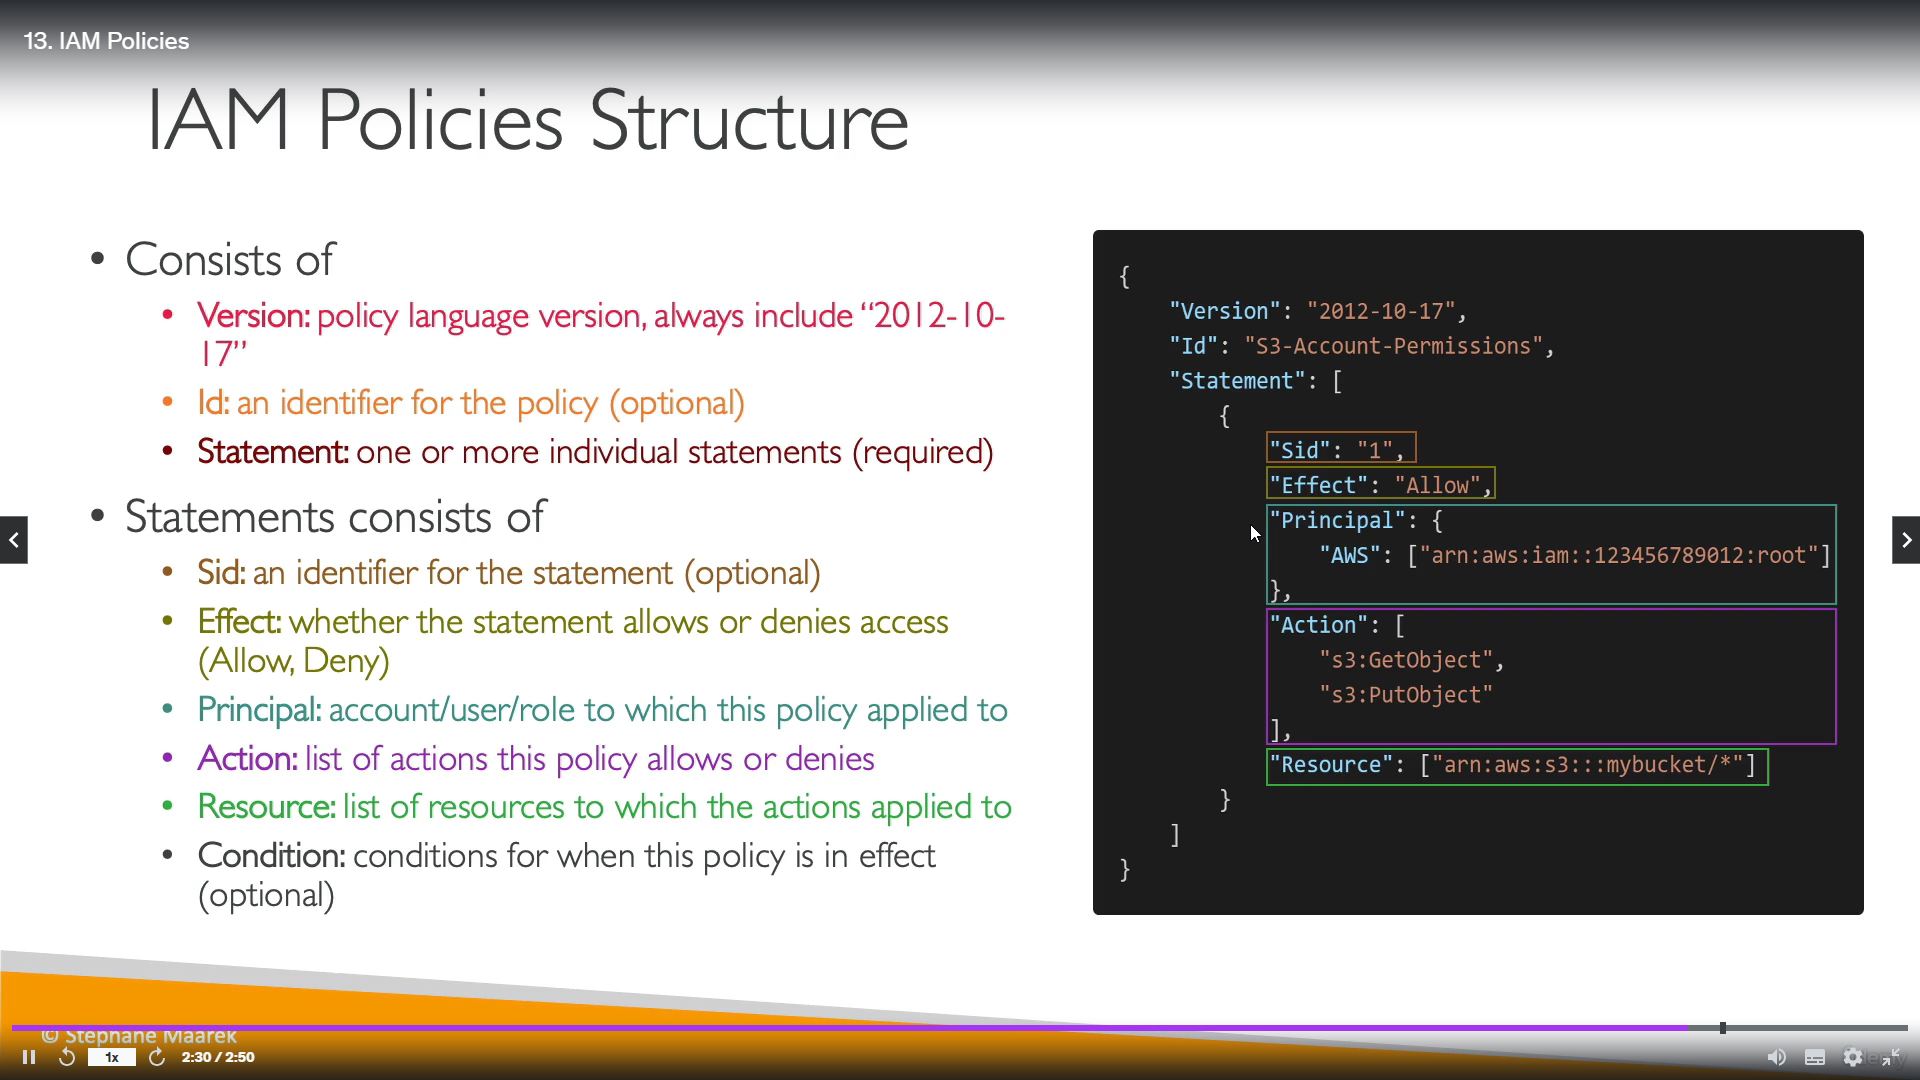 13. IAM Policies
IAM Policies Structure
• Consists of
• Version: policy language version, always include “2012-10-
17”
• Id: an identifier for the policy (optional)
• Statement: one or more individual statements (required)
• Statements consists of
• Sid: an identifier for the statement (optional)
• Effect: whether the statement allows or denies access
(Allow, Deny)
• Principal: account/user/role to which this policy applied to
• Action: list of actions this policy allows or denies
• Resource: list of resources to which the actions applied to
• Condition: conditions for when this policy is in effect
(optional)
{
"Version": "2012-10-17",
"Id": "S3-Account-Permissions",
"Statement": [
{
"Sid": "1",
"Effect": "Allow",
"Principal": {
"AWS": ["arn:aws:iam::123456789012:root"]
},
"Action": [
"s3:GetObject",
"s3:PutObject"
],
"Resource": ["arn:aws:s3:::mybucket/*"]
}
]
}
© Stephane Maarek
1x
2:30 / 2:50